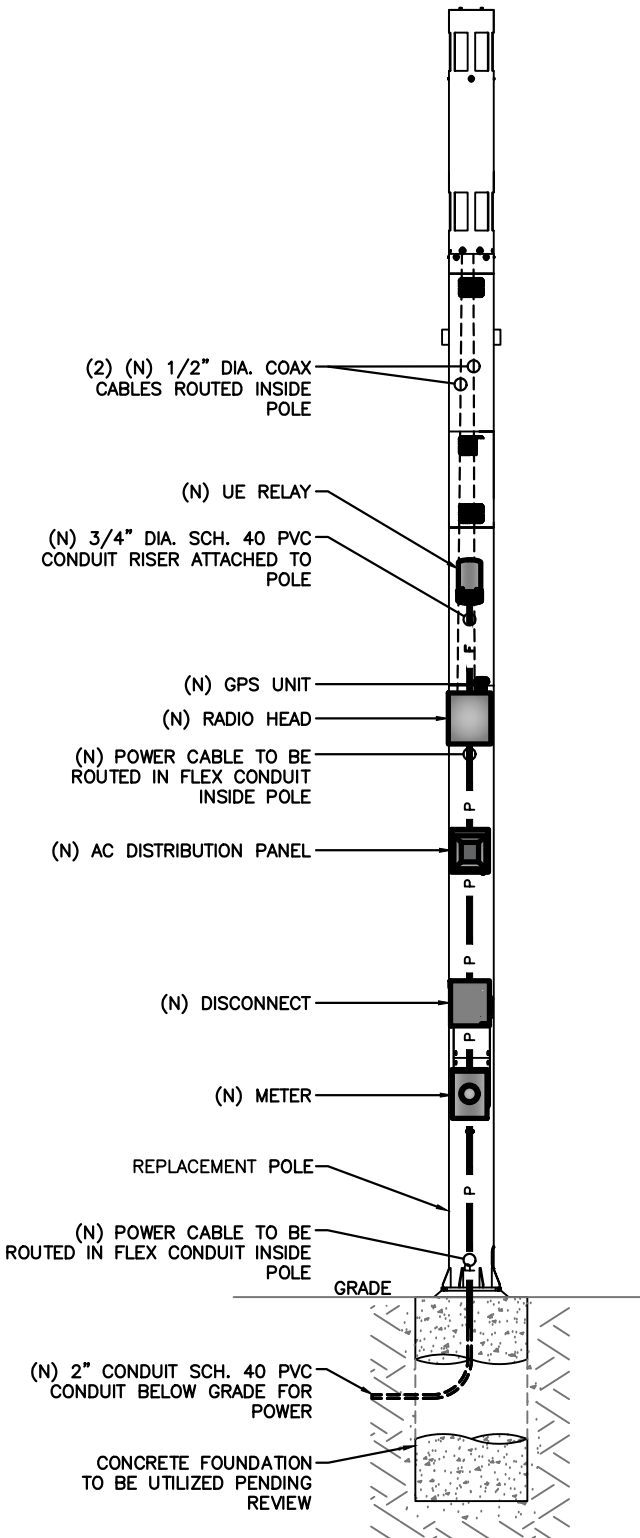 (2) (N) 1/2" DIA. COAX
CABLES ROUTED INSIDE
POLE
(N) UE RELAY
(N) 3/4" DIA. SCH. 40 PVC
CONDUIT RISER ATTACHED TO
POLE
F
(N) GPS UNIT
(N) RADIO HEAD
(N) POWER CABLE TO BE
ROUTED IN FLEX CONDUIT
INSIDE POLE
P
(N) AC DISTRIBUTION PANEL
P
P
(N) DISCONNECT
P
(N) METER
REPLACEMENT POLE
P
(N) POWER CABLE TO BE
ROUTED IN FLEX CONDUIT INSIDE
POLE
P
GRADE
(N) 2" CONDUIT SCH. 40 PVC
CONDUIT BELOW GRADE FOR
POWER
CONCRETE FOUNDATION
TO BE UTILIZED PENDING
REVIEW